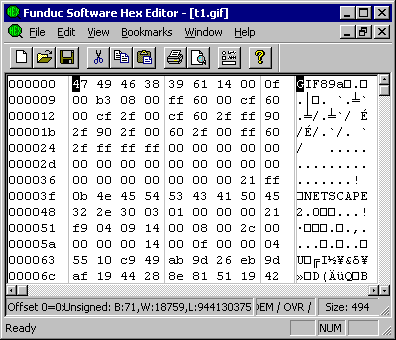 Funduc Software Hex Editor - [t1.gif]
File Edit View Bookmarks Window Help
000000 47 49 46 38 39 61 14 00 0f GIF89a□.□
000009 00 b3 08 00 ff 60 00 cf 60 .│□. `.╧`
000012 00 cf 2f 00 cf 60 2f ff 90 .╧/.╧`/ É
00001b 2f 90 2f 00 60 2f 00 ff 60 /É/.`/. `
000024 2f ff ff ff 00 00 00 00 00 / .....
00002d 00 00 00 00 00 00 00 00 00 .........
000036 00 00 00 00 00 00 00 21 ff .......!
00003f 0b 4e 45 54 53 43 41 50 45 □NETSCAPE
000048 32 2e 30 03 01 00 00 00 21 2.0□□...!
000051 f9 04 09 14 00 08 00 2c 00 ·□□□.□.,.
00005a 00 00 00 14 00 0f 00 00 04 ...□.□..□
000063 55 10 c9 49 ab 9d 26 eb 9d U□╔I½¥&δ¥
00006c af 19 44 28 8e 81 51 19 42 »□D(ÄüQ□B
Offset 0=0x Unsigned: B:71,W:18759,L:944130375 OEM / OVR / Size: 494
Ready NUM